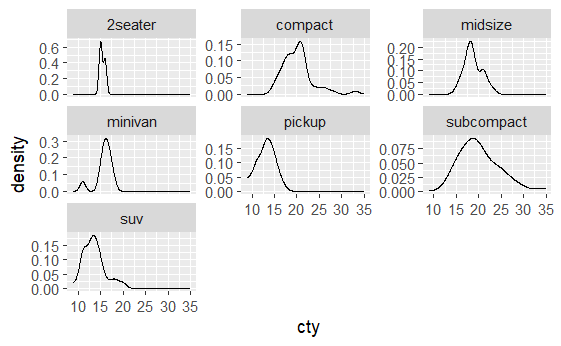 2seater
compact
midsize
0.6
0.4
0.2
0.0
0.15
0.10
0.05
0.00
0.20
0.15
0.10
0.05
0.00
minivan
pickup
subcompact
0.3
0.2
0.1
0.0
0.15
0.10
0.05
0.00
0.075
0.050
0.025
0.000
10 15 20 25 30 35
10 15 20 25 30 35
suv
0.15
0.10
0.05
0.00
10 15 20 25 30 35
density
cty